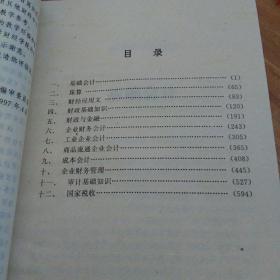 目录
一、 基础会计 (1)
二、 珠算 (65)
三、 财经应用文 (83)
四、 财政基础知识 (120)
五、 财政与金融 (191)
六、 企业财务会计 (243)
七、 工业企业会计 (305)
八、 商品流通企业会计 (365)
九、 成本会计 (408)
十、 企业财务管理 (445)
十一、 审计基础知识 (527)
十二、 国家税收 (594)